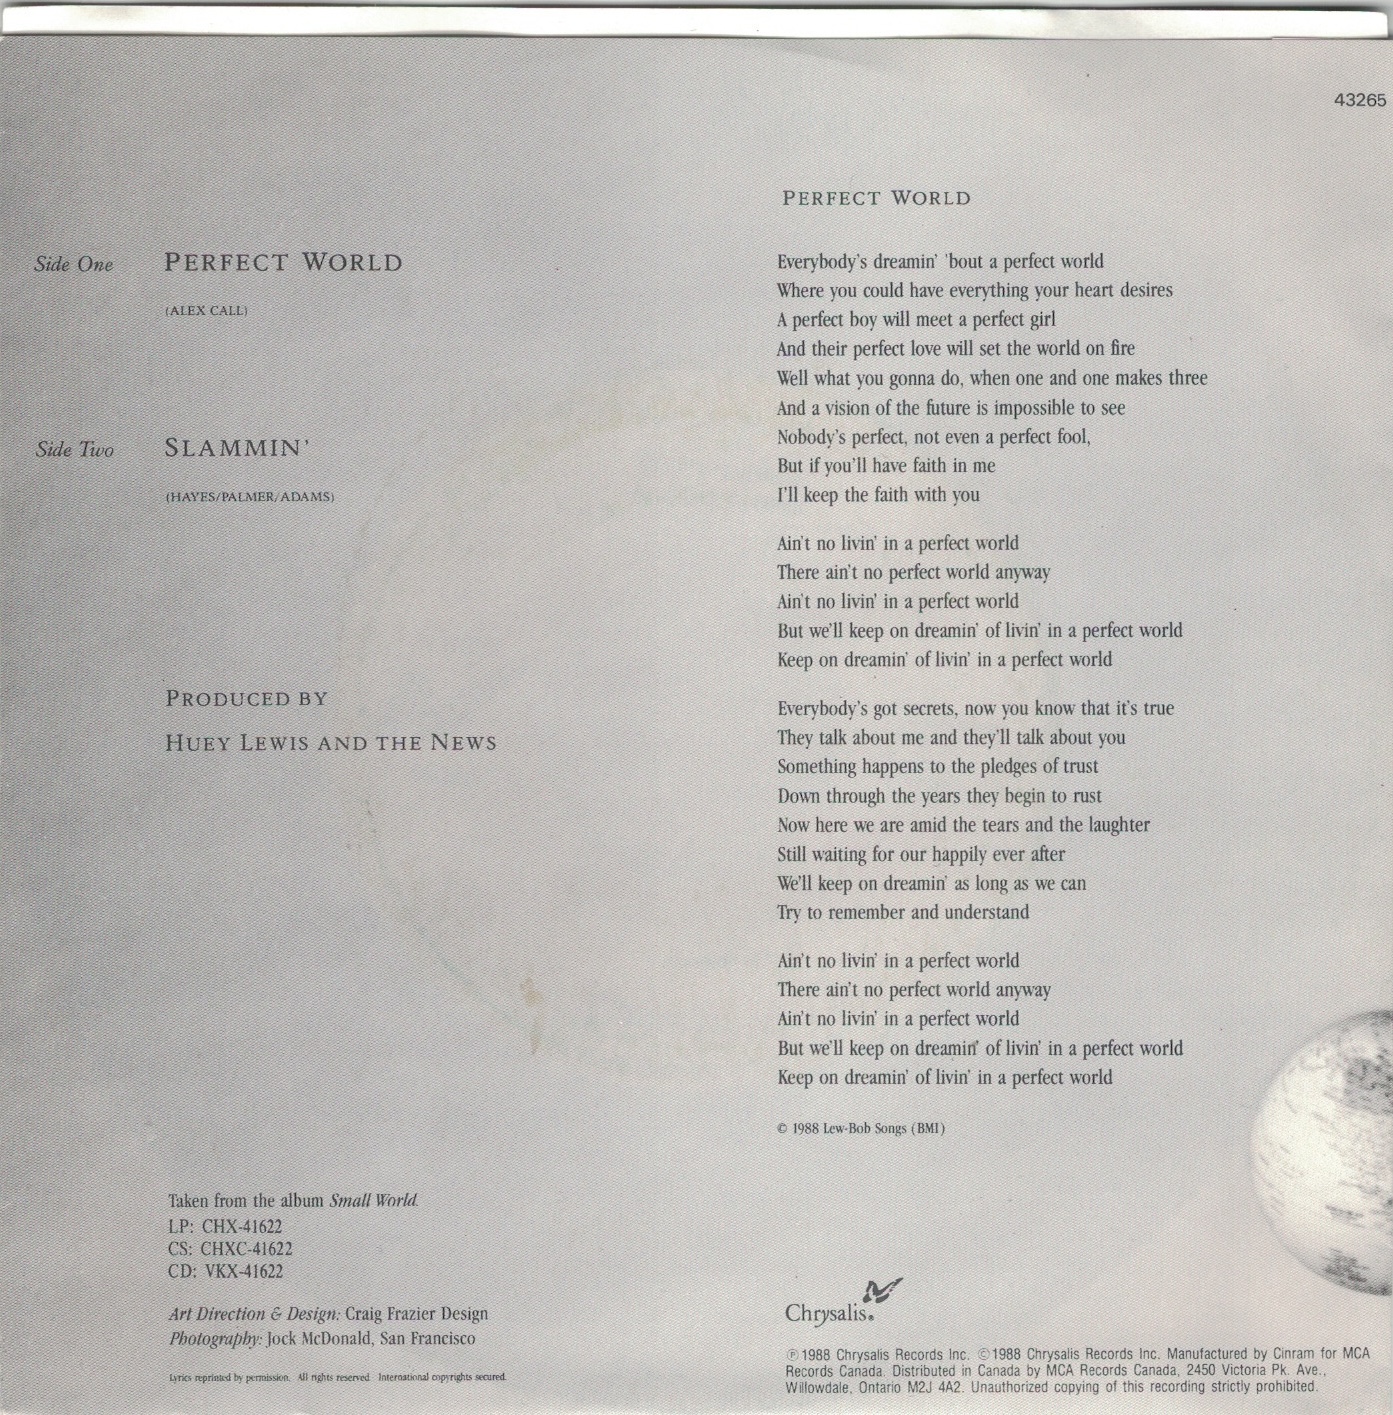 43265
Side One PERFECT WORLD
(ALEX CALL)
Side Two SLAMMIN'
(HAYES/PALMER/ADAMS)
PRODUCED BY
HUEY LEWIS AND THE NEWS
Taken from the album Small World.
LP: CHX-41622
CS: CHXC-41622
CD: VKX-41622
Art Direction & Design: Craig Frazier Design
Photography: Jock McDonald, San Francisco
Lyrics reprinted by permission. All rights reserved. International copyrights secured.
PERFECT WORLD
Everybody's dreamin' 'bout a perfect world
Where you could have everything your heart desires
A perfect boy will meet a perfect girl
And their perfect love will set the world on fire
Well what you gonna do, when one and one makes three
And a vision of the future is impossible to see
Nobody's perfect, not even a perfect fool,
But if you'll have faith in me
I'll keep the faith with you
Ain't no livin' in a perfect world
There ain't no perfect world anyway
Ain't no livin' in a perfect world
But we'll keep on dreamin' of livin' in a perfect world
Keep on dreamin' of livin' in a perfect world
Everybody's got secrets, now you know that it's true
They talk about me and they'll talk about you
Something happens to the pledges of trust
Down through the years they begin to rust
Now here we are amid the tears and the laughter
Still waiting for our happily ever after
We'll keep on dreamin' as long as we can
Try to remember and understand
Ain't no livin' in a perfect world
There ain't no perfect world anyway
Ain't no livin' in a perfect world
But we'll keep on dreamin' of livin' in a perfect world
Keep on dreamin' of livin' in a perfect world
© 1988 Lew-Bob Songs (BMI)
Chrysalis®
℗1988 Chrysalis Records Inc. ©1988 Chrysalis Records Inc. Manufactured by Cinram for MCA
Records Canada. Distributed in Canada by MCA Records Canada, 2450 Victoria Pk. Ave.,
Willowdale, Ontario M2J 4A2. Unauthorized copying of this recording strictly prohibited.